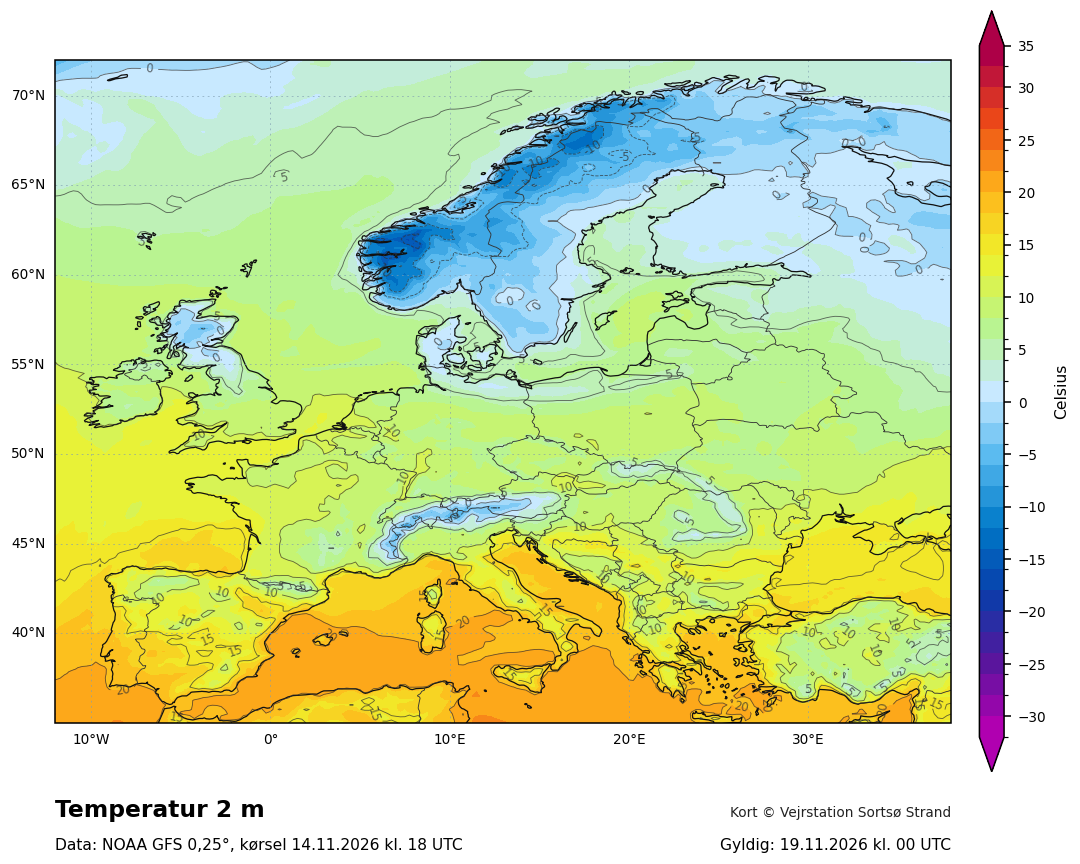 70°N
65°N
60°N
55°N
50°N
45°N
40°N
10°W
0°
10°E
20°E
30°E
35
30
25
20
15
10
5
0
−5
−10
−15
−20
−25
−30
Celsius
Temperatur 2 m
Kort © Vejrstation Sortsø Strand
Data: NOAA GFS 0,25°, kørsel 14.11.2026 kl. 18 UTC
Gyldig: 19.11.2026 kl. 00 UTC